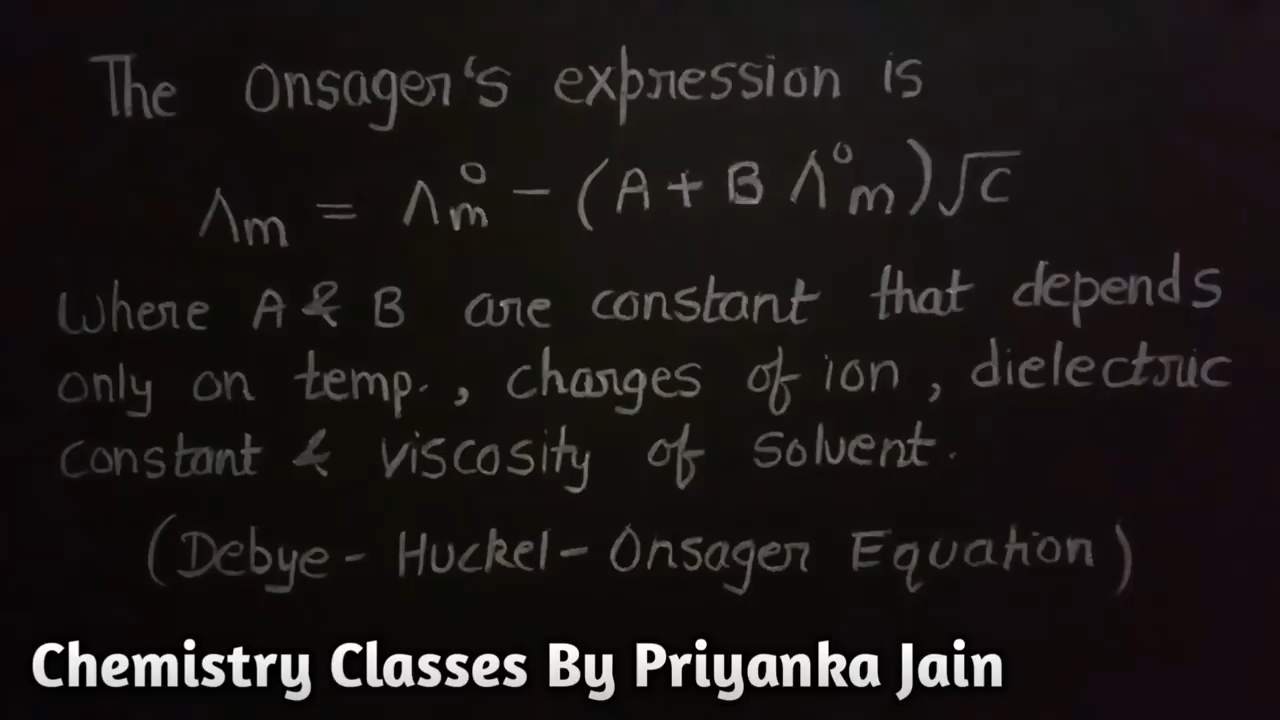 The Onsager's expression is
Λm = Λ°m - (A + B Λ°m)√C
Where A & B are constant that depends
only on temp., charges of ion, dielectric
constant & viscosity of solvent.
(Debye - Huckel - Onsager Equation)
Chemistry Classes By Priyanka Jain